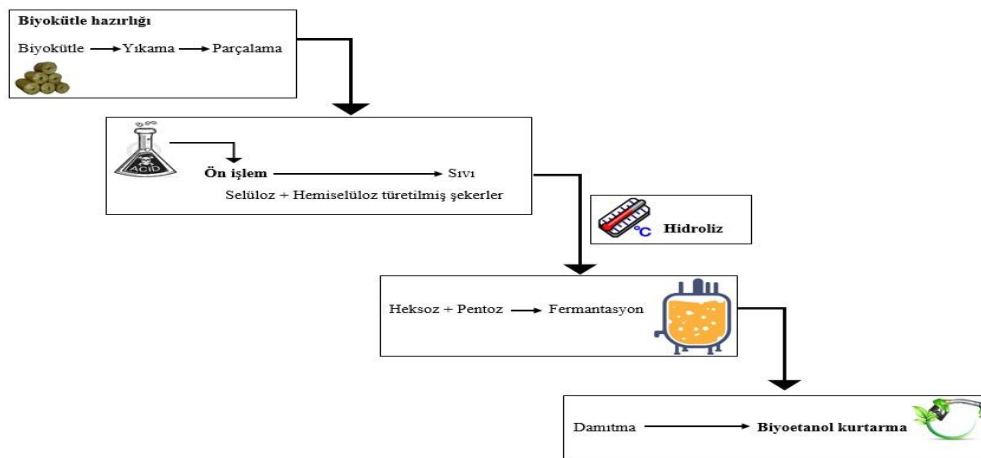 Biyokütle hazırlığı
Biyokütle Yıkama Parçalama
ACID
Ön işlem Sıvı
Selüloz + Hemiselüloz türetilmiş şekerler
°C Hidroliz
Heksoz + Pentoz Fermantasyon
Damıtma Biyoetanol kurtarma